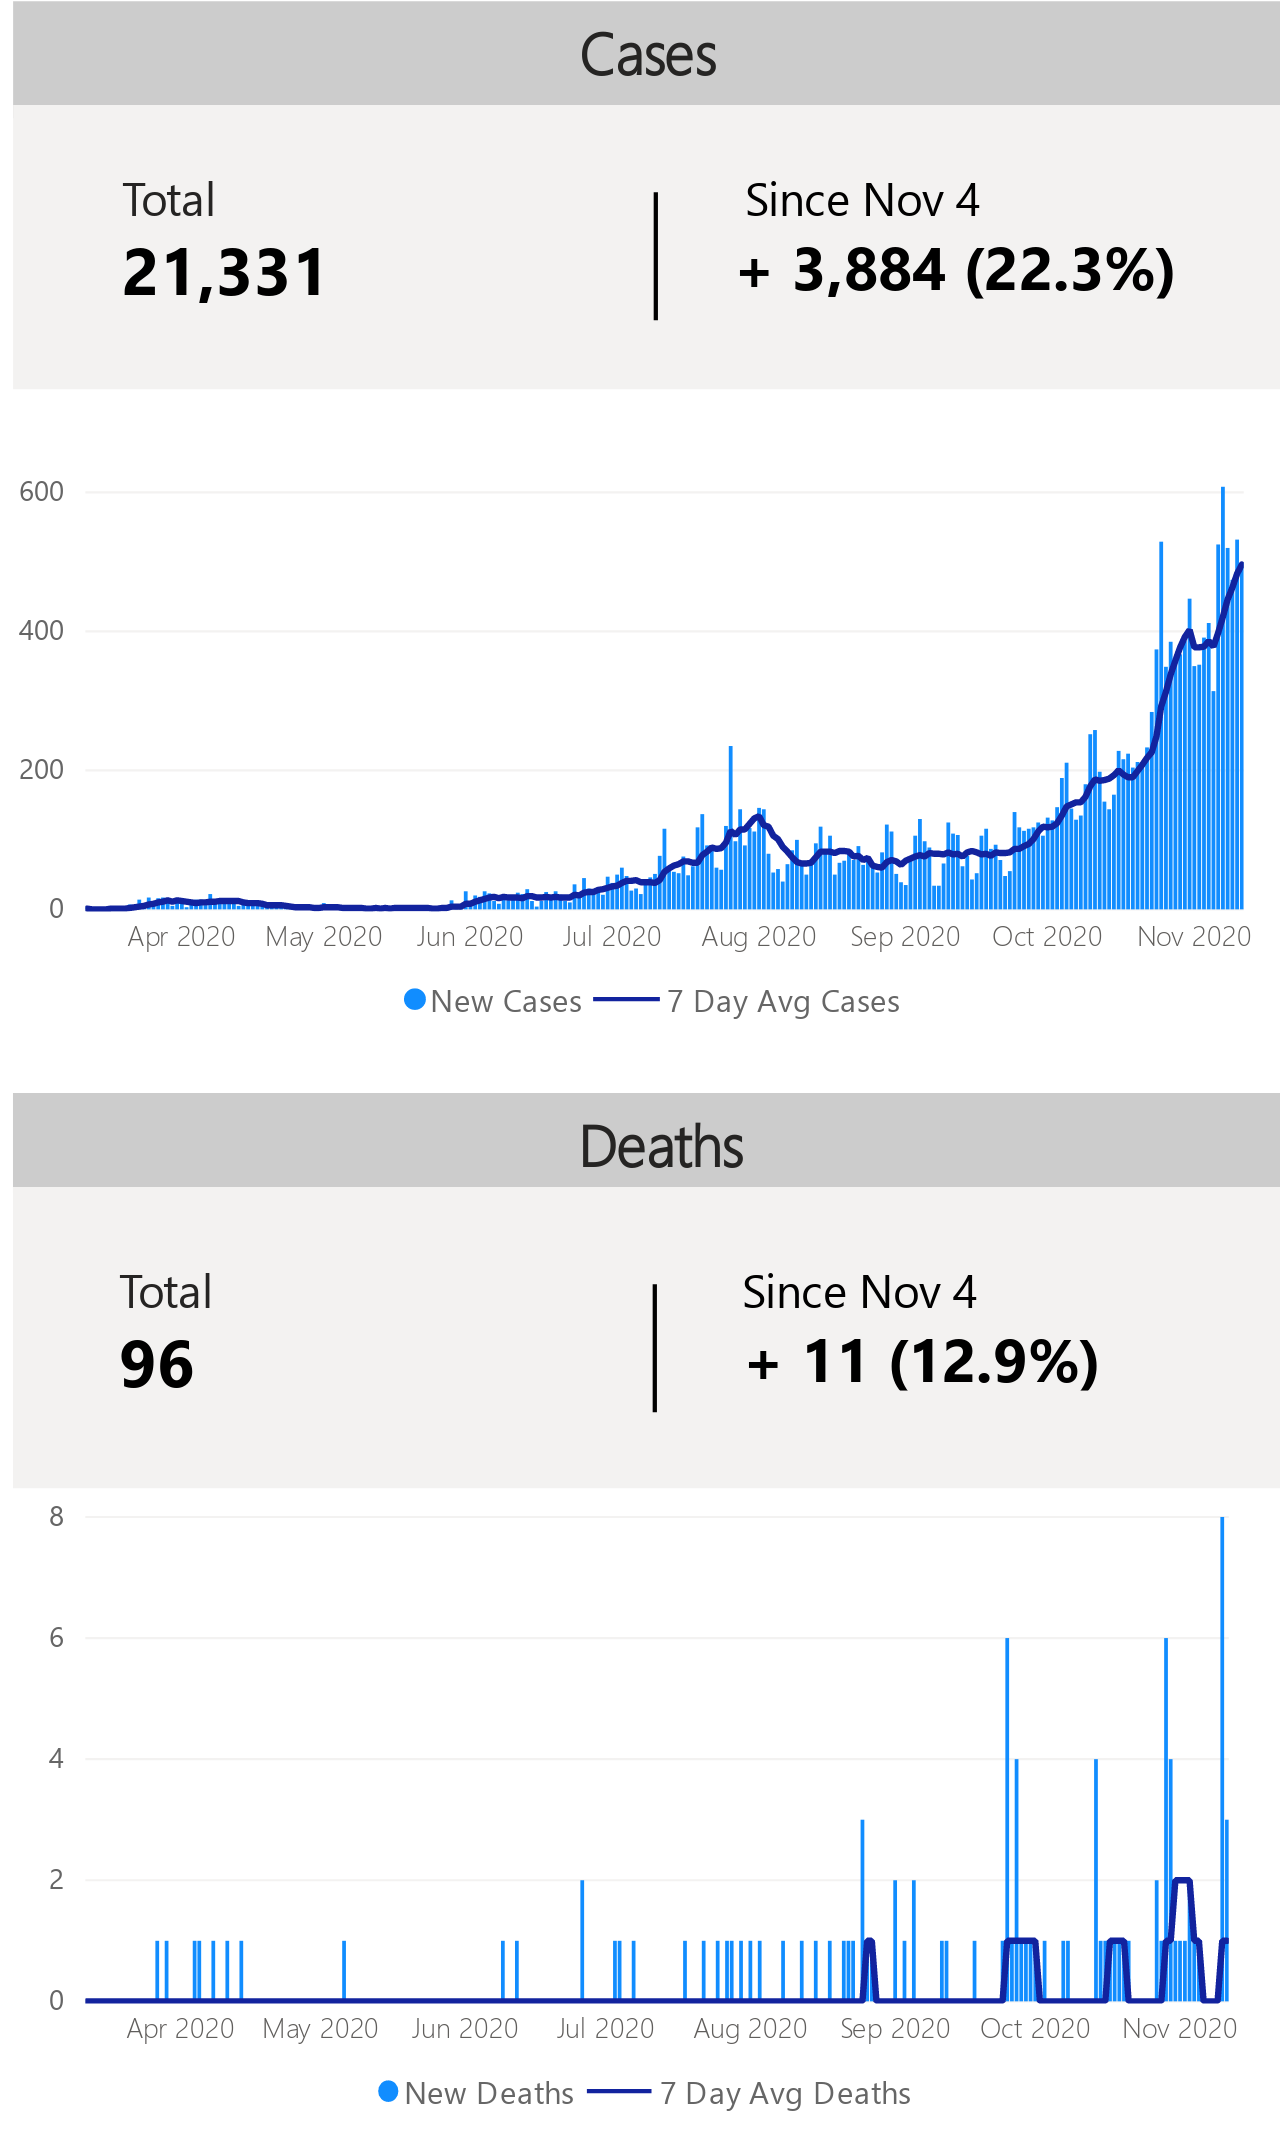 Cases
Total
Since Nov 4
21,331
+ 3,884 (22.3%)
600
400
200
0
Apr 2020 May 2020 Jun 2020 Jul 2020 Aug 2020 Sep 2020 Oct 2020 Nov 2020
New Cases 7 Day Avg Cases
Deaths
Total
Since Nov 4
96
+ 11 (12.9%)
8
6
4
2
0
Apr 2020 May 2020 Jun 2020 Jul 2020 Aug 2020 Sep 2020 Oct 2020 Nov 2020
New Deaths 7 Day Avg Deaths